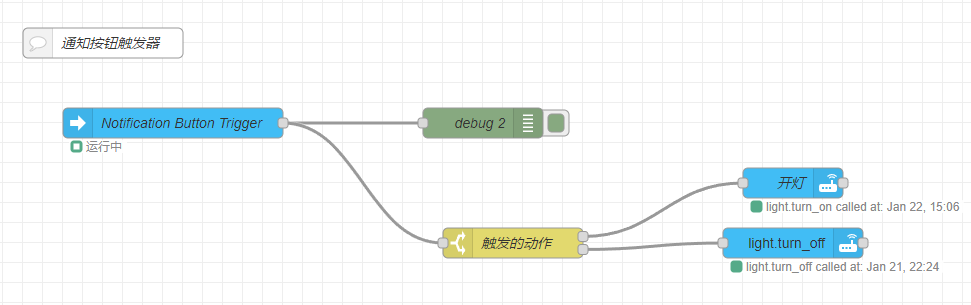 通知按钮触发器
Notification Button Trigger
debug 2
运行中
开灯
light.turn_on called at: Jan 22, 15:06
触发的动作
light.turn_off
light.turn_off called at: Jan 21, 22:24